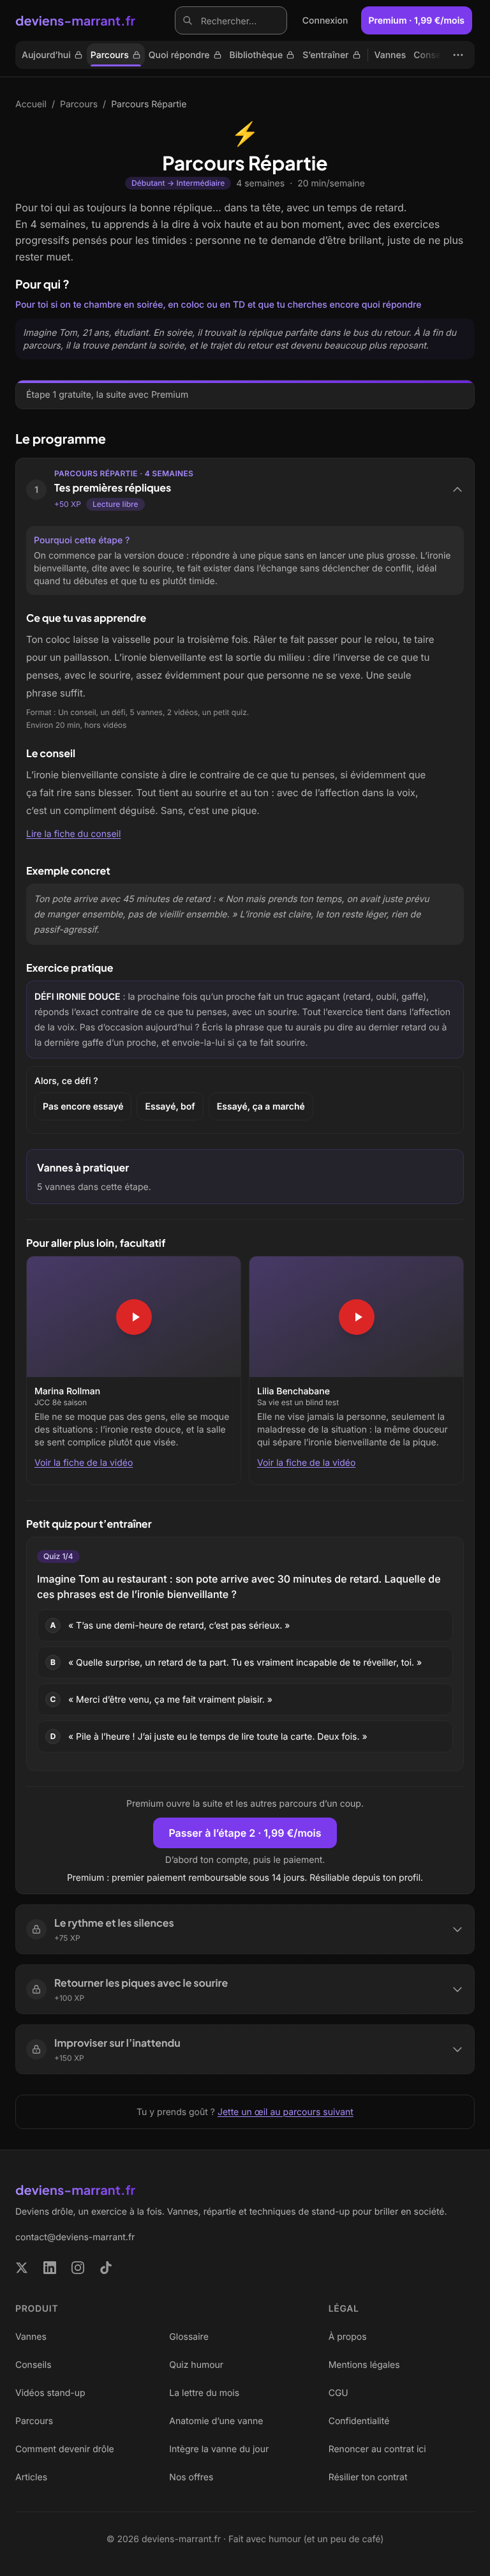 deviens-marrant.fr
Rechercher...
Connexion
Premium · 1,99 €/mois
Aujourd'hui
Parcours
Quoi répondre
Bibliothèque
S'entraîner
Vannes
Accueil / Parcours / Parcours Répartie
Parcours Répartie
Débutant → Intermédiaire 4 semaines · 20 min/semaine
Pour toi qui as toujours la bonne réplique… dans ta tête, avec un temps de retard.
En 4 semaines, tu apprends à la dire à voix haute et au bon moment, avec des exercices
progressifs pensés pour les timides : personne ne te demande d'être brillant, juste de ne plus
rester muet.
Pour qui ?
Pour toi si on te chambre en soirée, en coloc ou en TD et que tu cherches encore quoi répondre
Imagine Tom, 21 ans, étudiant. En soirée, il trouvait la réplique parfaite dans le bus du retour. À la fin du
parcours, il la trouve pendant la soirée, et le trajet du retour est devenu beaucoup plus reposant.
Étape 1 gratuite, la suite avec Premium
Le programme
PARCOURS RÉPARTIE · 4 SEMAINES
1
Tes premières répliques
+50 XP Lecture libre
Pourquoi cette étape ?
On commence par la version douce : répondre à une pique sans en lancer une plus grosse. L'ironie
bienveillante, dite avec le sourire, te fait exister dans l'échange sans déclencher de conflit, idéal
quand tu débutes et que tu es plutôt timide.
Ce que tu vas apprendre
Ton coloc laisse la vaisselle pour la troisième fois. Râler te fait passer pour le relou, te taire
pour un paillasson. L'ironie bienveillante est la sortie du milieu : dire l'inverse de ce que tu
penses, avec le sourire, assez évidemment pour que personne ne se vexe. Une seule
phrase suffit.
Format : Un conseil, un défi, 5 vannes, 2 vidéos, un petit quiz.
Environ 20 min, hors vidéos
Le conseil
L'ironie bienveillante consiste à dire le contraire de ce que tu penses, si évidemment que
ça fait rire sans blesser. Tout tient au sourire et au ton : avec de l'affection dans la voix,
c'est un compliment déguisé. Sans, c'est une pique.
Lire la fiche du conseil
Exemple concret
Ton pote arrive avec 45 minutes de retard : « Non mais prends ton temps, on avait juste prévu
de manger ensemble, pas de vieillir ensemble. » L'ironie est claire, le ton reste léger, rien de
passif-agressif.
Exercice pratique
DÉFI IRONIE DOUCE : la prochaine fois qu'un proche fait un truc agaçant (retard, oubli, gaffe),
réponds l'exact contraire de ce que tu penses, avec un sourire. Tout l'exercice tient dans l'affection
de la voix. Pas d'occasion aujourd'hui ? Écris la phrase que tu aurais pu dire au dernier retard ou à
la dernière gaffe d'un proche, et envoie-la-lui si ça te fait sourire.
Alors, ce défi ?
Pas encore essayé
Essayé, bof
Essayé, ça a marché
Vannes à pratiquer
5 vannes dans cette étape.
Pour aller plus loin, facultatif
Marina Rollman
JCC 8è saison
Elle ne se moque pas des gens, elle se moque
des situations : l'ironie reste douce, et la salle
se sent complice plutôt que visée.
Voir la fiche de la vidéo
Lilia Benchabane
Sa vie est un blind test
Elle ne vise jamais la personne, seulement la
maladresse de la situation : la même douceur
qui sépare l'ironie bienveillante de la pique.
Voir la fiche de la vidéo
Petit quiz pour t'entraîner
Quiz 1/4
Imagine Tom au restaurant : son pote arrive avec 30 minutes de retard. Laquelle de
ces phrases est de l'ironie bienveillante ?
A « T'as une demi-heure de retard, c'est pas sérieux. »
B « Quelle surprise, un retard de ta part. Tu es vraiment incapable de te réveiller, toi. »
C « Merci d'être venu, ça me fait vraiment plaisir. »
D « Pile à l'heure ! J'ai juste eu le temps de lire toute la carte. Deux fois. »
Premium ouvre la suite et les autres parcours d'un coup.
Passer à l'étape 2 · 1,99 €/mois
D'abord ton compte, puis le paiement.
Premium : premier paiement remboursable sous 14 jours. Résiliable depuis ton profil.
Le rythme et les silences
+75 XP
Retourner les piques avec le sourire
+100 XP
Improviser sur l'inattendu
+150 XP
Tu y prends goût ? Jette un œil au parcours suivant
deviens-marrant.fr
Deviens drôle, un exercice à la fois. Vannes, répartie et techniques de stand-up pour briller en société.
contact@deviens-marrant.fr
PRODUIT
Vannes
Conseils
Vidéos stand-up
Parcours
Comment devenir drôle
Articles
Glossaire
Quiz humour
La lettre du mois
Anatomie d'une vanne
Intègre la vanne du jour
Nos offres
LÉGAL
À propos
Mentions légales
CGU
Confidentialité
Renoncer au contrat ici
Résilier ton contrat
© 2026 deviens-marrant.fr · Fait avec humour (et un peu de café)